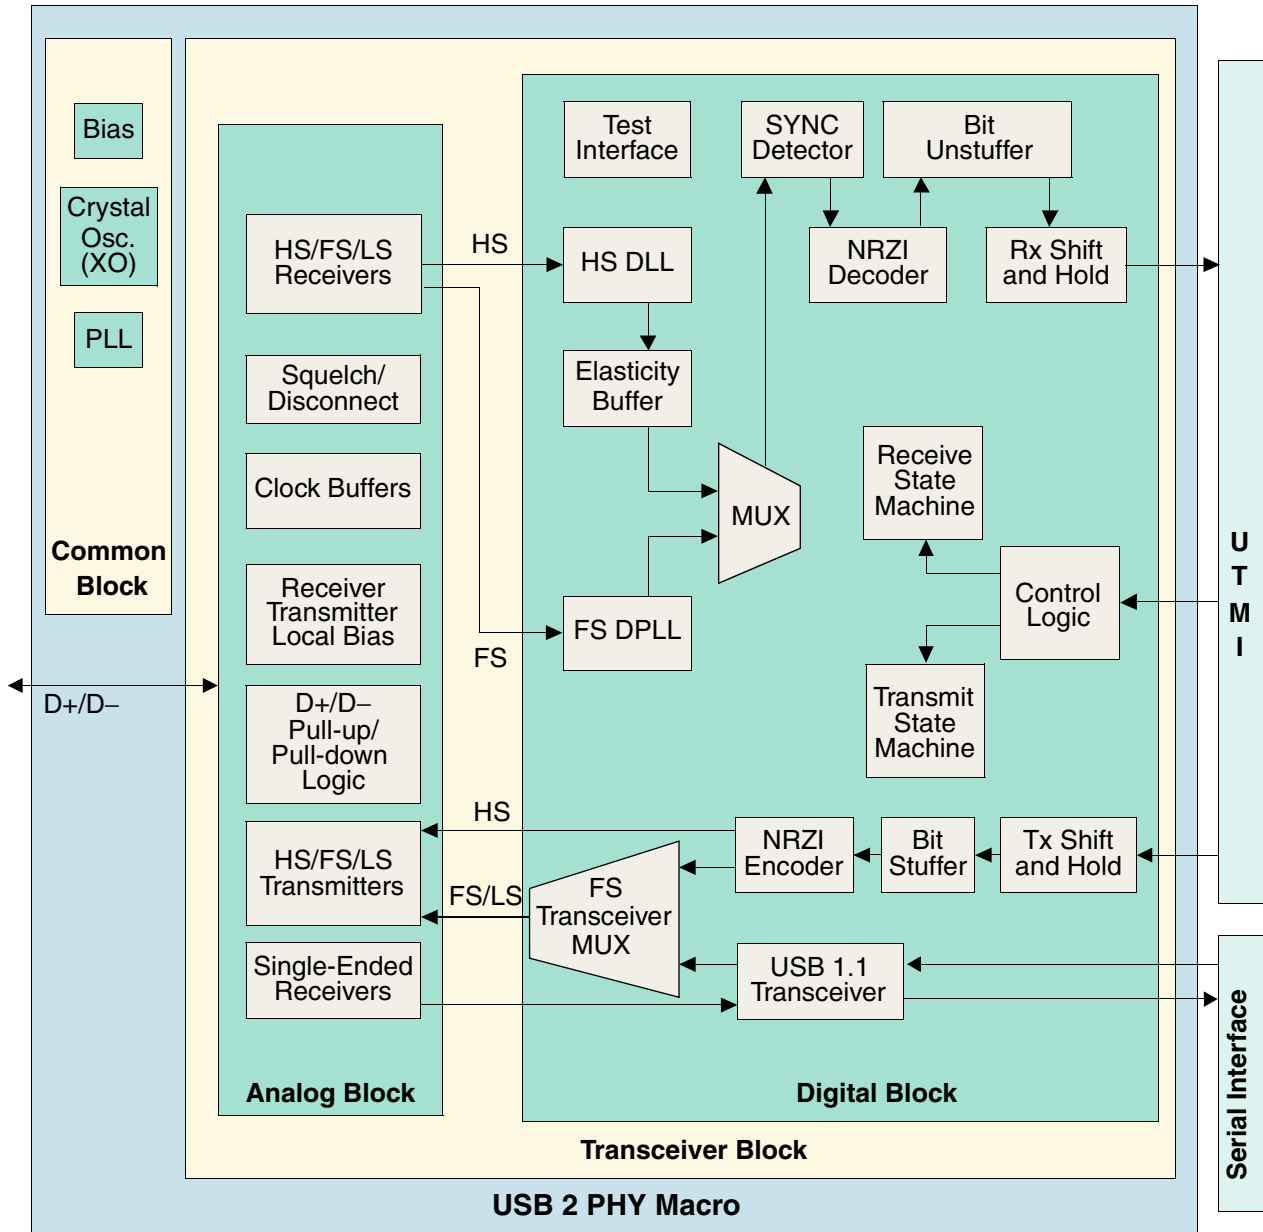 Bias
Crystal
Osc.
(XO)
PLL
Common
Block
D+/D−
HS/FS/LS
Receivers
Squelch/
Disconnect
Clock Buffers
Receiver
Transmitter
Local Bias
D+/D−
Pull-up/
Pull-down
Logic
HS/FS/LS
Transmitters
Single-Ended
Receivers
Analog Block
HS
FS
HS
FS/LS
Test
Interface
SYNC
Detector
Bit
Unstuffer
HS DLL
NRZI
Decoder
Rx Shift
and Hold
Elasticity
Buffer
MUX
Receive
State
Machine
FS DPLL
Control
Logic
Transmit
State
Machine
NRZI
Encoder
Bit
Stuffer
Tx Shift
and Hold
FS
Transceiver
MUX
USB 1.1
Transceiver
Digital Block
Transceiver Block
USB 2 PHY Macro
U
T
M
I
Serial Interface